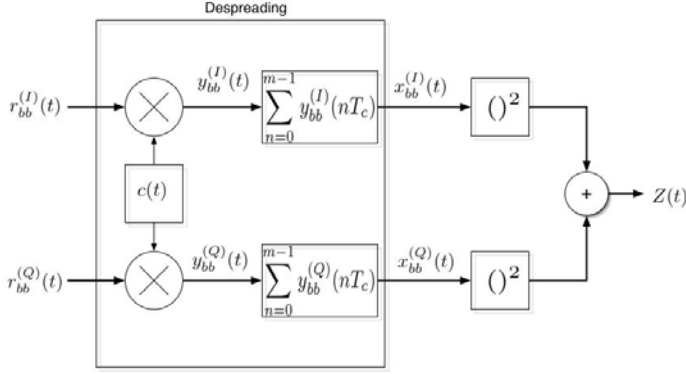 Despreading
r_{bb}^{(I)}(t)
y_{bb}^{(I)}(t)
\sum_{n=0}^{m-1} y_{bb}^{(I)}(nT_c)
x_{bb}^{(I)}(t)
()^2
c(t)
+
Z(t)
r_{bb}^{(Q)}(t)
y_{bb}^{(Q)}(t)
\sum_{n=0}^{m-1} y_{bb}^{(Q)}(nT_c)
x_{bb}^{(Q)}(t)
()^2